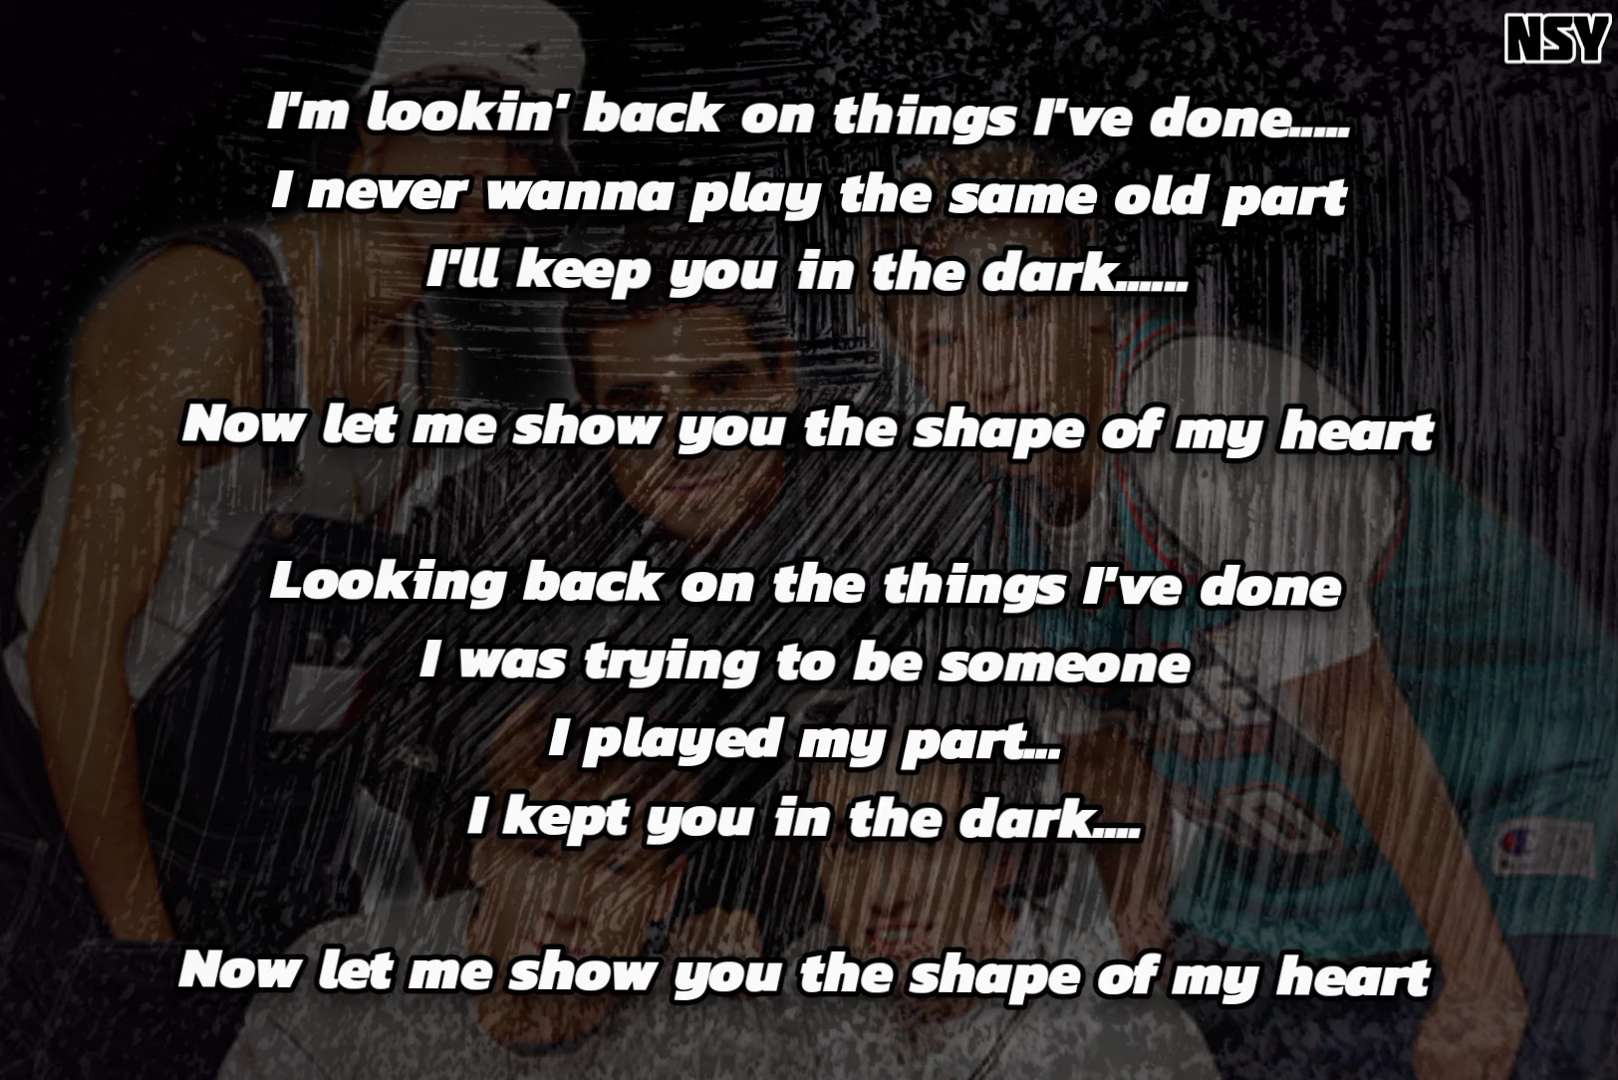 NSY
I'm lookin' back on things I've done.....
I never wanna play the same old part
I'll keep you in the dark......
Now let me show you the shape of my heart
Looking back on the things I've done
I was trying to be someone
I played my part...
I kept you in the dark....
Now let me show you the shape of my heart